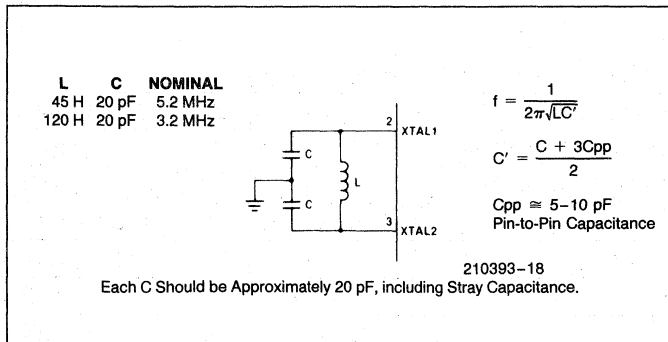 L C NOMINAL
45 H 20 pF 5.2 MHz
120 H 20 pF 3.2 MHz
2 XTAL1
C
L
C
3 XTAL2
f = 1 / 2π√LC'
C' = C + 3Cpp / 2
Cpp ≅ 5–10 pF
Pin-to-Pin Capacitance
210393–18
Each C Should be Approximately 20 pF, including Stray Capacitance.